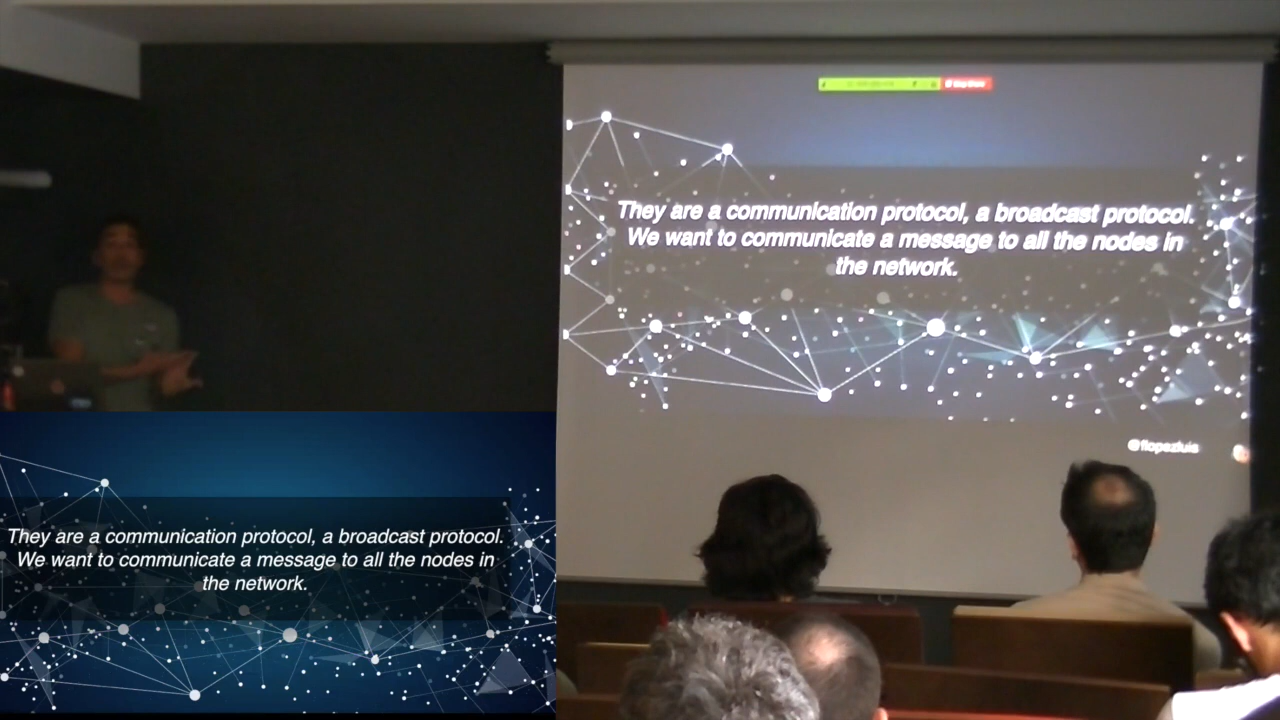 They are a communication protocol, a broadcast protocol.
We want to communicate a message to all the nodes in
the network.
@flopezluis
They are a communication protocol, a broadcast protocol.
We want to communicate a message to all the nodes in
the network.